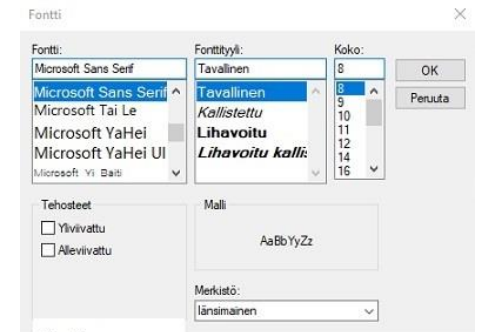 Fontti
Fontti:
Microsoft Sans Serif
Microsoft Sans Serif
Microsoft Tai Le
Microsoft YaHei
Microsoft YaHei UI
Microsoft Yi Baiti
Fonttityyli:
Tavallinen
Tavallinen
Kallistettu
Lihavoitu
Lihavoitu kallis
Koko:
8
8
9
10
11
12
14
16
OK
Peruuta
Tehosteet
Yliviivattu
Alleviivattu
Malli
AaBbYyZz
Merkistö:
länsimainen